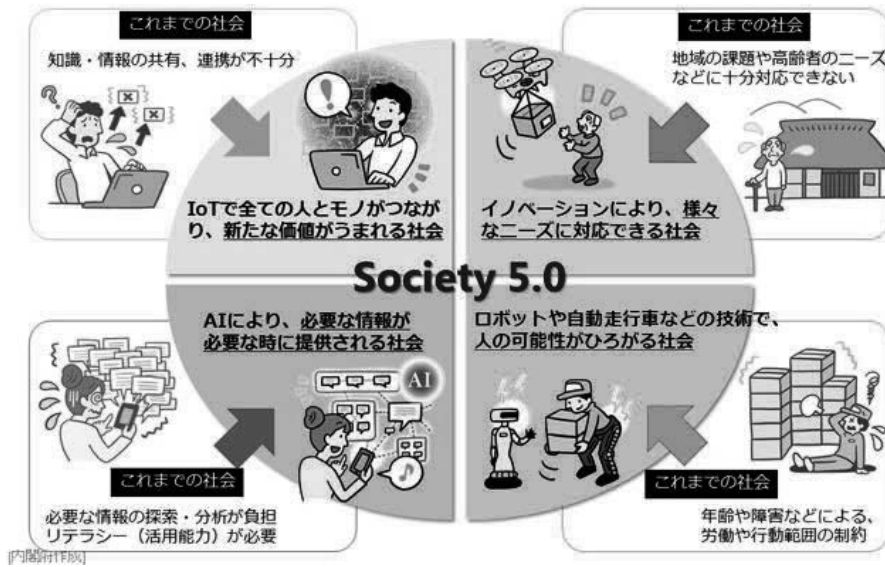 これまでの社会
知識・情報の共有、連携が不十分
IoTで全ての人とモノがつなが
り、新たな価値がうまれる社会
これまでの社会
地域の課題や高齢者のニーズ
などに十分対応できない
イノベーションにより、様々
なニーズに対応できる社会
Society 5.0
AIにより、必要な情報が
必要な時に提供される社会
AI
これまでの社会
必要な情報の探索・分析が負担
リテラシー（活用能力）が必要
ロボットや自動走行車などの技術で、
人の可能性がひろがる社会
これまでの社会
年齢や障害などによる、
労働や行動範囲の制約
[内閣府作成]